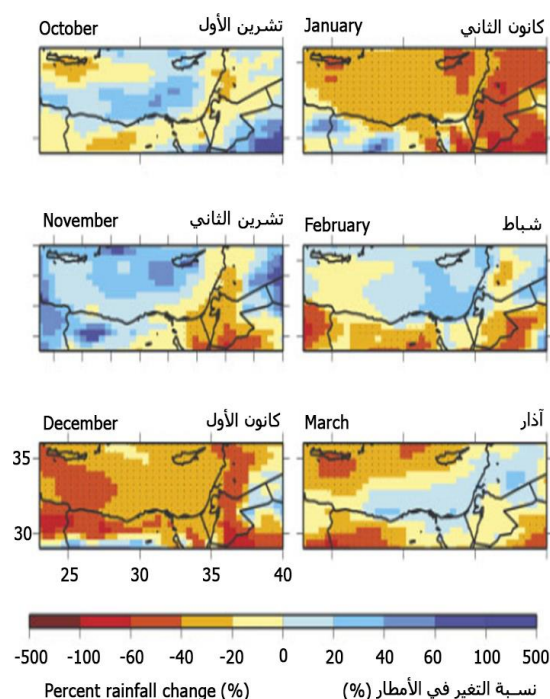 October تشرين الأول
January كانون الثاني
November تشرين الثاني
February شباط
December كانون الأول
March آذار
35
30
25 30 35 40
-500 -100 -60 -40 -20 0 20 40 60 100 500
Percent rainfall change (%) نسبة التغير في الأمطار (%)